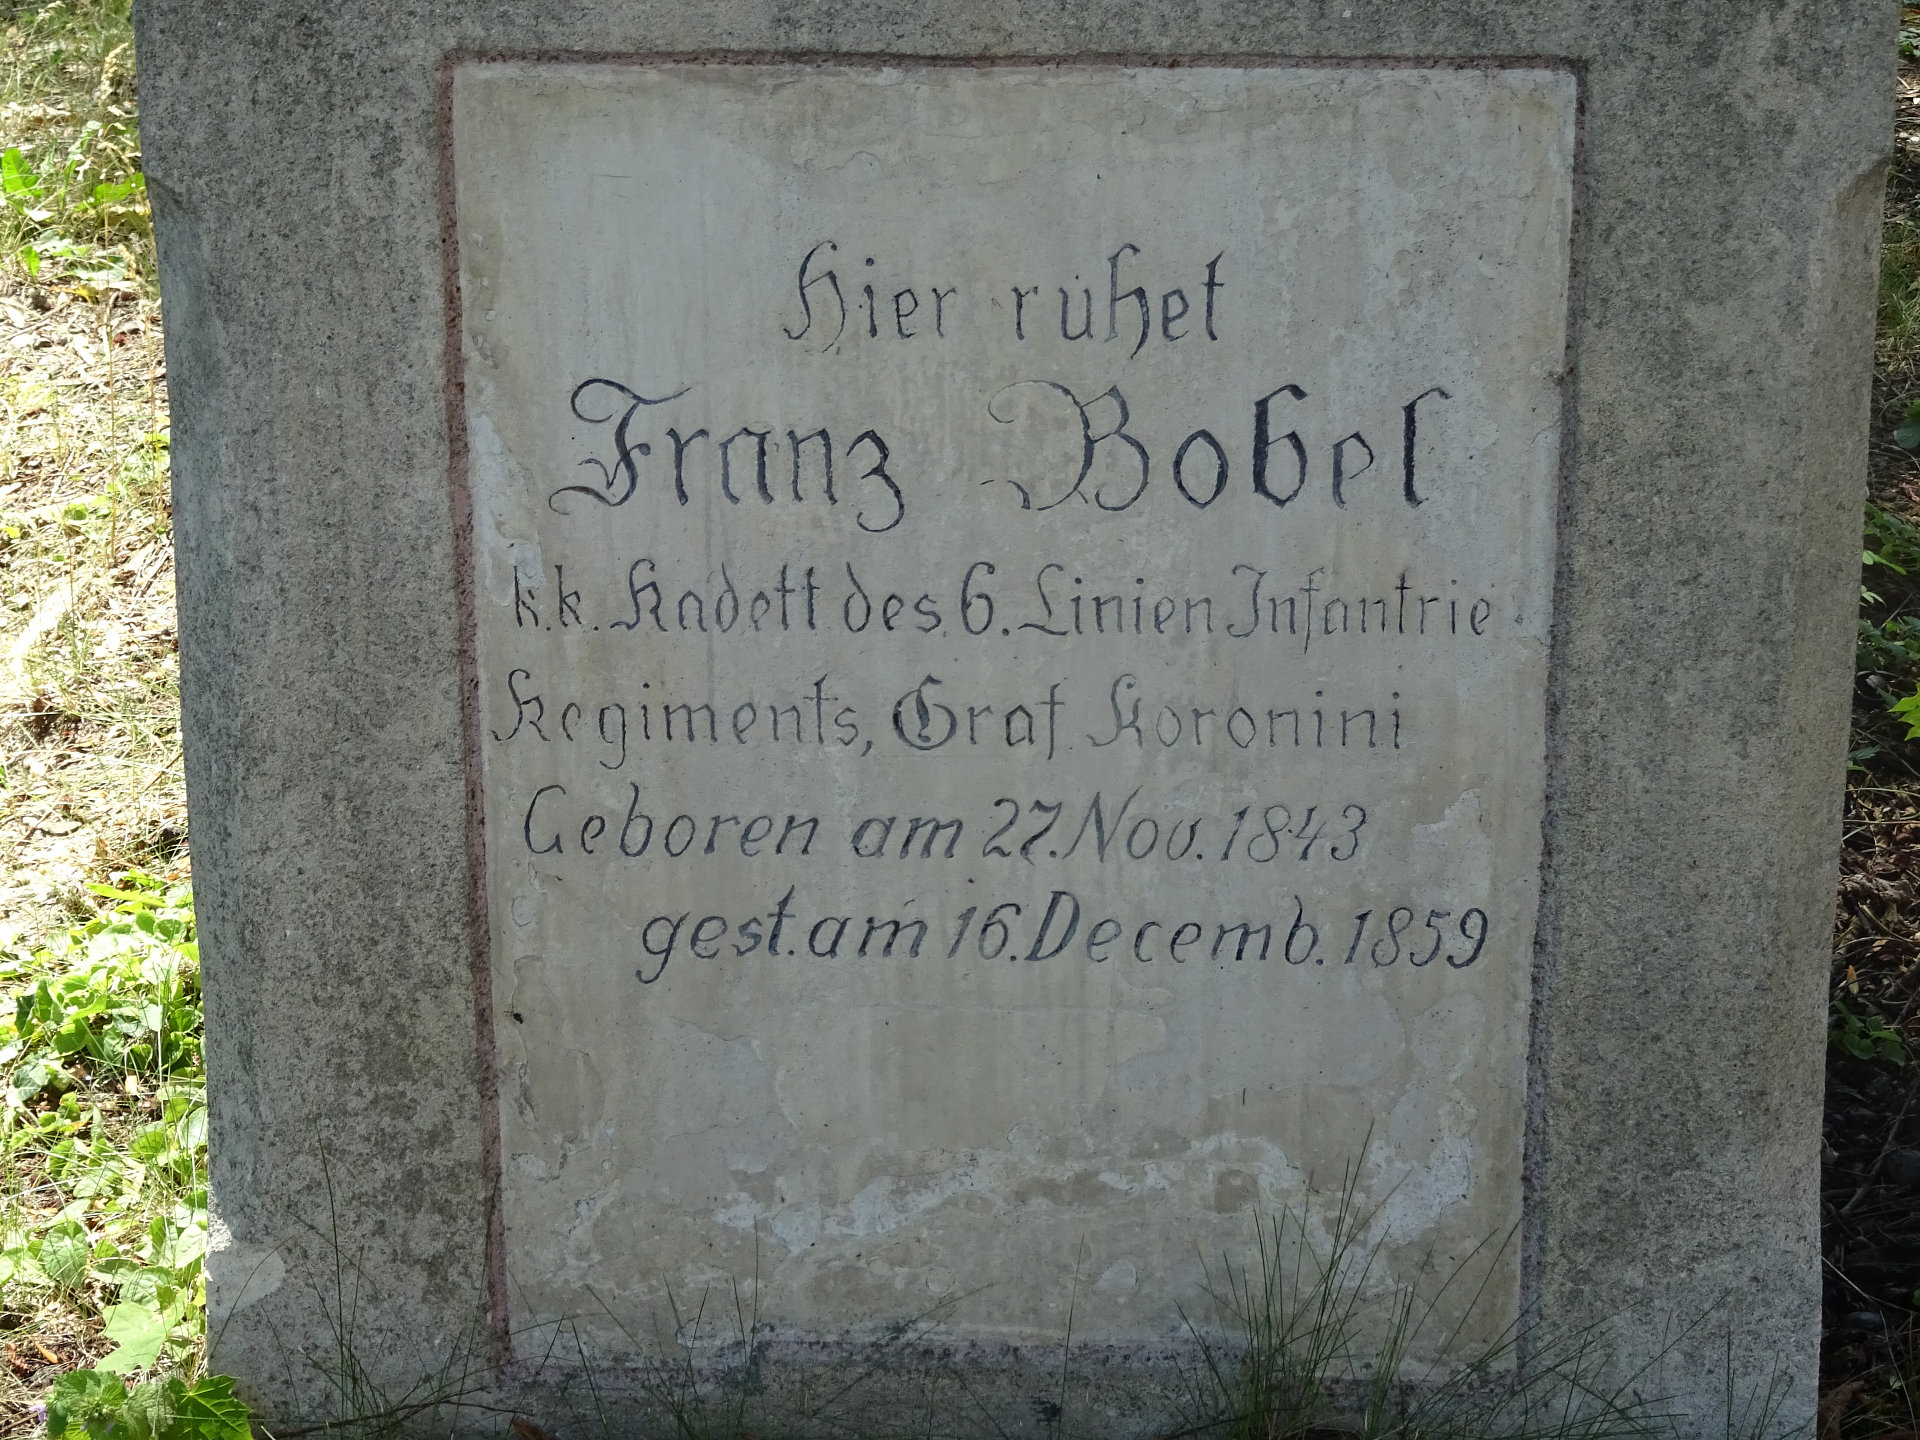 Hier ruhet
Franz Bobel
k.k. Kadett des 6. Linien Infantrie
Regiments, Graf Koronini
Geboren am 27. Nov. 1843
gest. am 16. Decemb. 1859